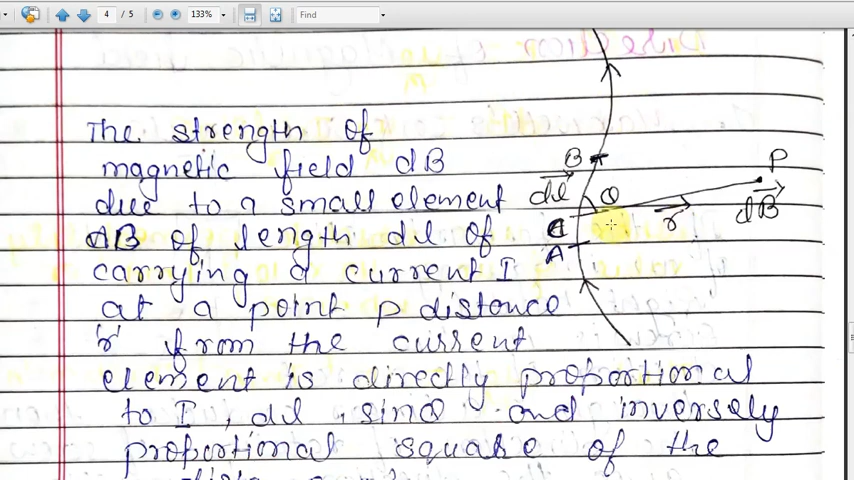 4 / 5
133%
Find
The strength of
magnetic field dB
due to a small element
dB of length dl of
carrying a current I
at a point p distence
'r' from the current
element is directly proportional
to I, dl, sinθ and inversely
proportional square of the
B
P
dl
θ
r
dB
C
A